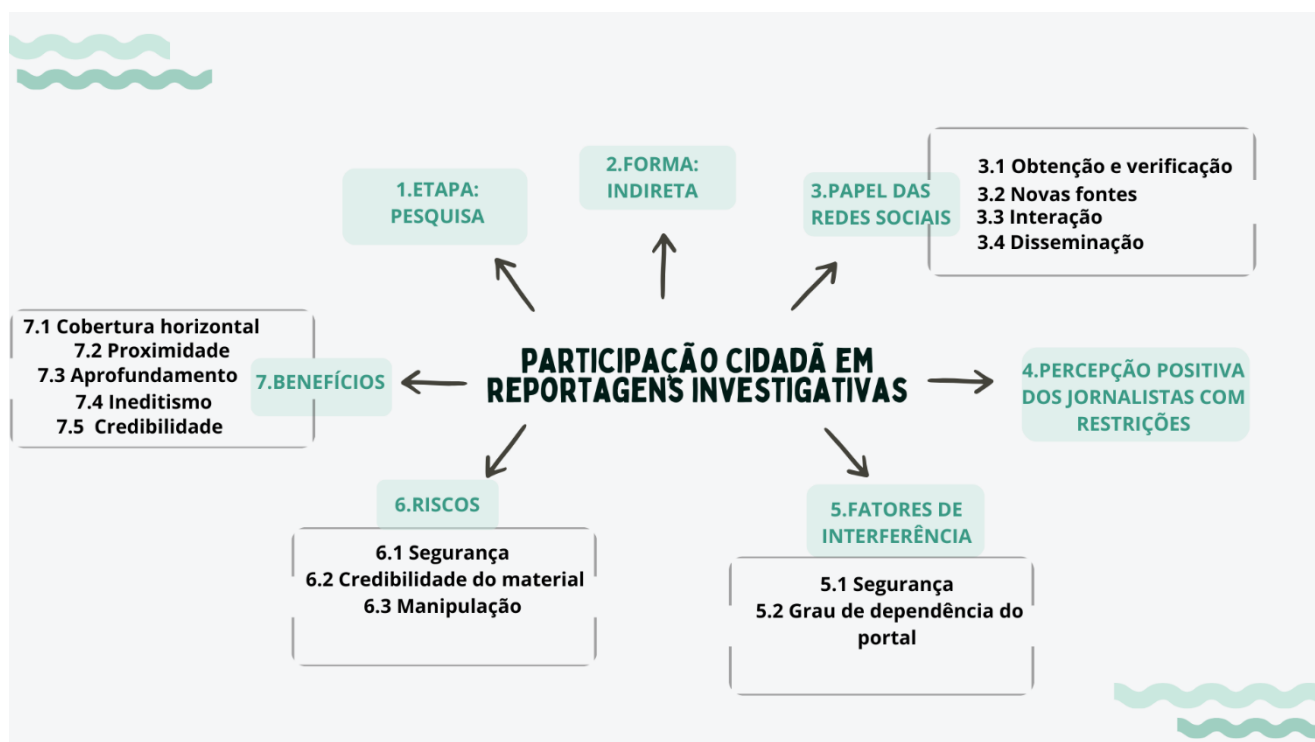 1.ETAPA:
PESQUISA
2.FORMA:
INDIRETA
3.PAPEL DAS
REDES SOCIAIS
3.1 Obtenção e verificação
3.2 Novas fontes
3.3 Interação
3.4 Disseminação
PARTICIPAÇÃO CIDADÃ EM
REPORTAGENS INVESTIGATIVAS
4.PERCEPÇÃO POSITIVA
DOS JORNALISTAS COM
RESTRIÇÕES
5.FATORES DE
INTERFERÊNCIA
5.1 Segurança
5.2 Grau de dependência do
portal
6.RISCOS
6.1 Segurança
6.2 Credibilidade do material
6.3 Manipulação
7.BENEFÍCIOS
7.1 Cobertura horizontal
7.2 Proximidade
7.3 Aprofundamento
7.4 Ineditismo
7.5 Credibilidade